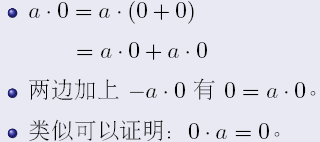 a · 0 = a · (0 + 0)
= a · 0 + a · 0
两边加上 −a · 0 有 0 = a · 0。
类似可以证明: 0 · a = 0。